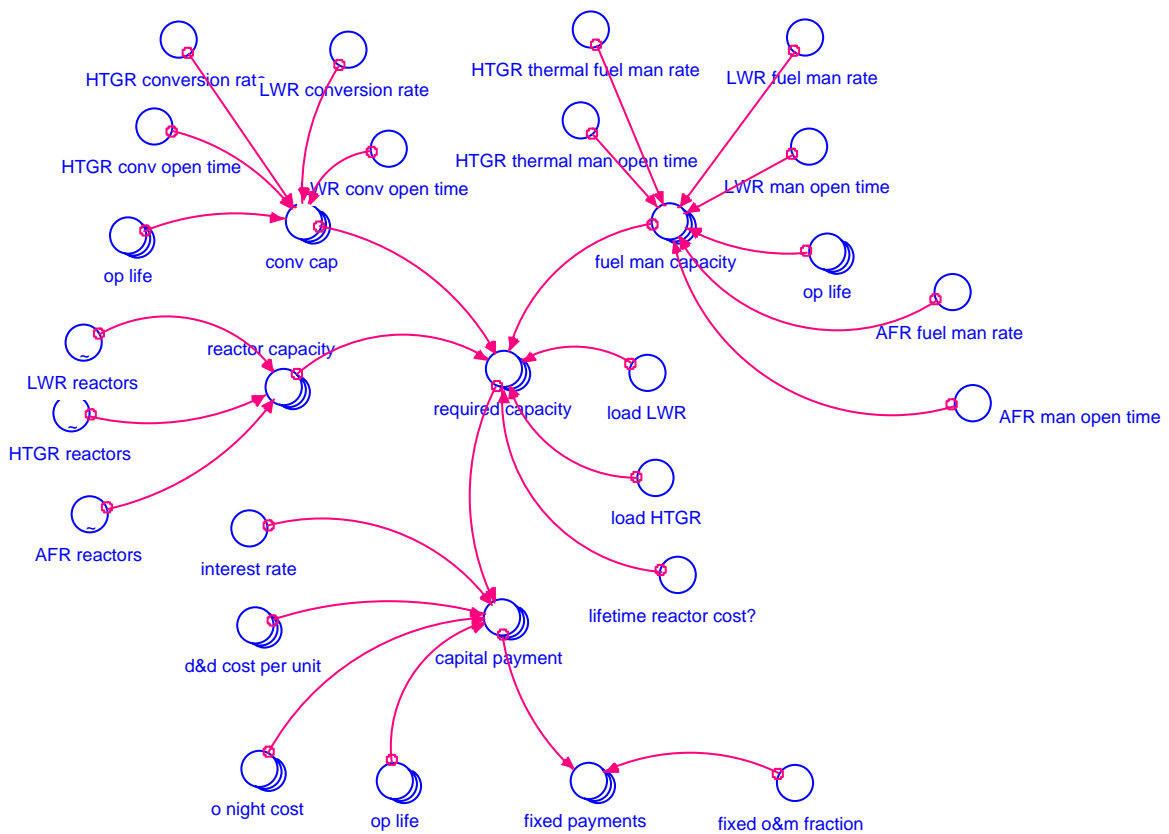 HTGR conversion rate
LWR conversion rate
HTGR thermal fuel man rate
LWR fuel man rate
HTGR conv open time
WR conv open time
HTGR thermal man open time
LWR man open time
op life
conv cap
fuel man capacity
op life
AFR fuel man rate
reactor capacity
LWR reactors
~
required capacity
load LWR
AFR man open time
HTGR reactors
~
load HTGR
AFR reactors
~
interest rate
lifetime reactor cost?
d&d cost per unit
capital payment
o night cost
op life
fixed payments
fixed o&m fraction